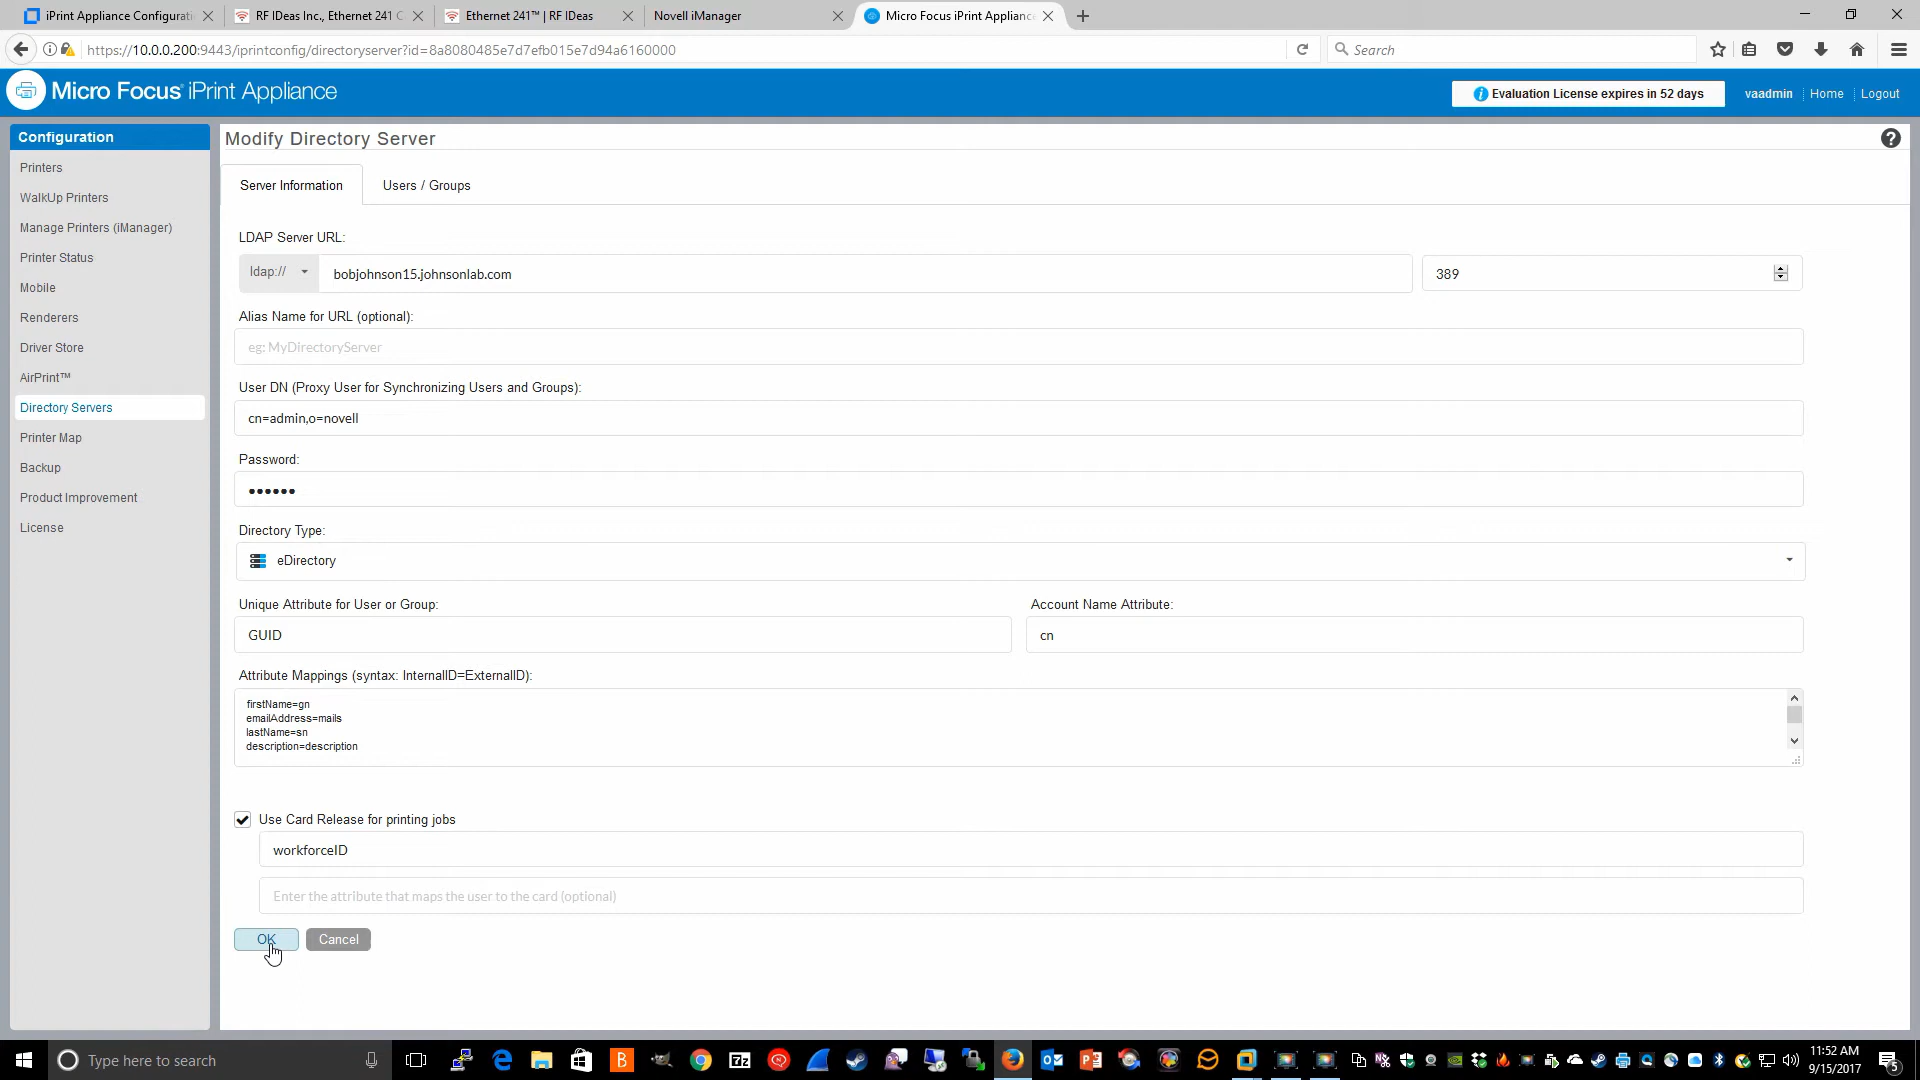 iPrint Appliance Configurati
RF IDeas Inc., Ethernet 241 C
Ethernet 241™ | RF IDeas
Novell iManager
Micro Focus iPrint Appliance
https://10.0.0.200:9443/iprintconfig/directoryserver?id=8a8080485e7d7efb015e7d94a6160000
Search
Micro Focus® iPrint Appliance
Evaluation License expires in 52 days
vaadmin
Home
Logout
Configuration
Printers
WalkUp Printers
Manage Printers (iManager)
Printer Status
Mobile
Renderers
Driver Store
AirPrint™
Directory Servers
Printer Map
Backup
Product Improvement
License
Modify Directory Server
Server Information
Users / Groups
LDAP Server URL:
ldap://
bobjohnson15.johnsonlab.com
389
Alias Name for URL (optional):
eg: MyDirectoryServer
User DN (Proxy User for Synchronizing Users and Groups):
cn=admin,o=novell
Password:
••••••
Directory Type:
eDirectory
Unique Attribute for User or Group:
Account Name Attribute:
GUID
cn
Attribute Mappings (syntax: InternalID=ExternalID):
firstName=gn
emailAddress=mails
lastName=sn
description=description
Use Card Release for printing jobs
workforceID
Enter the attribute that maps the user to the card (optional)
OK
Cancel
Type here to search
11:52 AM
9/15/2017
5